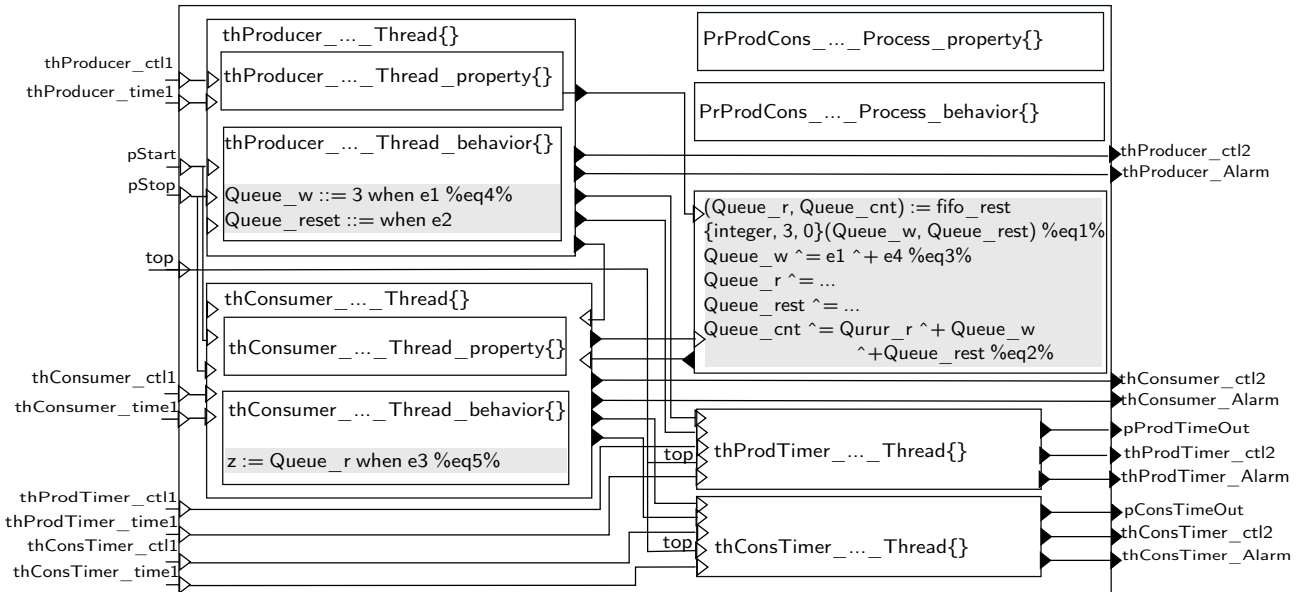 thProducer_..._Thread{}
thProducer_..._Thread_property{}
thProducer_..._Thread_behavior{}
Queue_w ::= 3 when e1 %eq4%
Queue_reset ::= when e2
PrProdCons_..._Process_property{}
PrProdCons_..._Process_behavior{}
thProducer_ctl1
thProducer_time1
pStart
pStop
top
thProducer_ctl2
thProducer_Alarm
(Queue_r, Queue_cnt) := fifo_rest
{integer, 3, 0}(Queue_w, Queue_rest) %eq1%
Queue_w ^= e1 ^+ e4 %eq3%
Queue_r ^= ...
Queue_rest ^= ...
Queue_cnt ^= Qurur_r ^+ Queue_w
^+Queue_rest %eq2%
thConsumer_..._Thread{}
thConsumer_..._Thread_property{}
thConsumer_..._Thread_behavior{}
z := Queue_r when e3 %eq5%
thConsumer_ctl1
thConsumer_time1
thConsumer_ctl2
thConsumer_Alarm
top
thProdTimer_..._Thread{}
pProdTimeOut
thProdTimer_ctl2
thProdTimer_Alarm
thProdTimer_ctl1
thProdTimer_time1
thConsTimer_ctl1
thConsTimer_time1
top
thConsTimer_..._Thread{}
pConsTimeOut
thConsTimer_ctl2
thConsTimer_Alarm